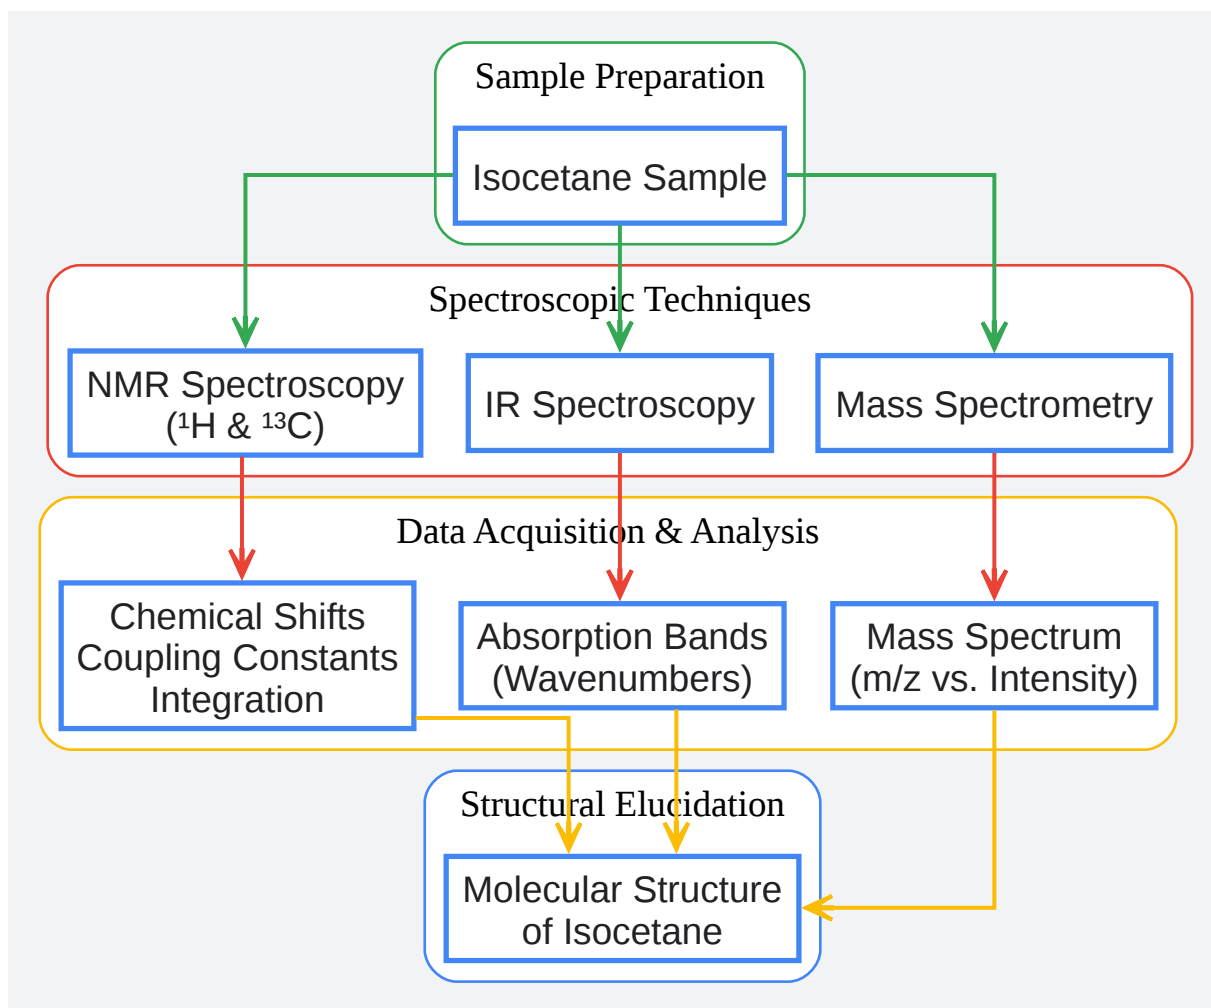 Sample Preparation
Isocetane Sample
Spectroscopic Techniques
NMR Spectroscopy
(¹H & ¹³C)
IR Spectroscopy
Mass Spectrometry
Data Acquisition & Analysis
Chemical Shifts
Coupling Constants
Integration
Absorption Bands
(Wavenumbers)
Mass Spectrum
(m/z vs. Intensity)
Structural Elucidation
Molecular Structure
of Isocetane